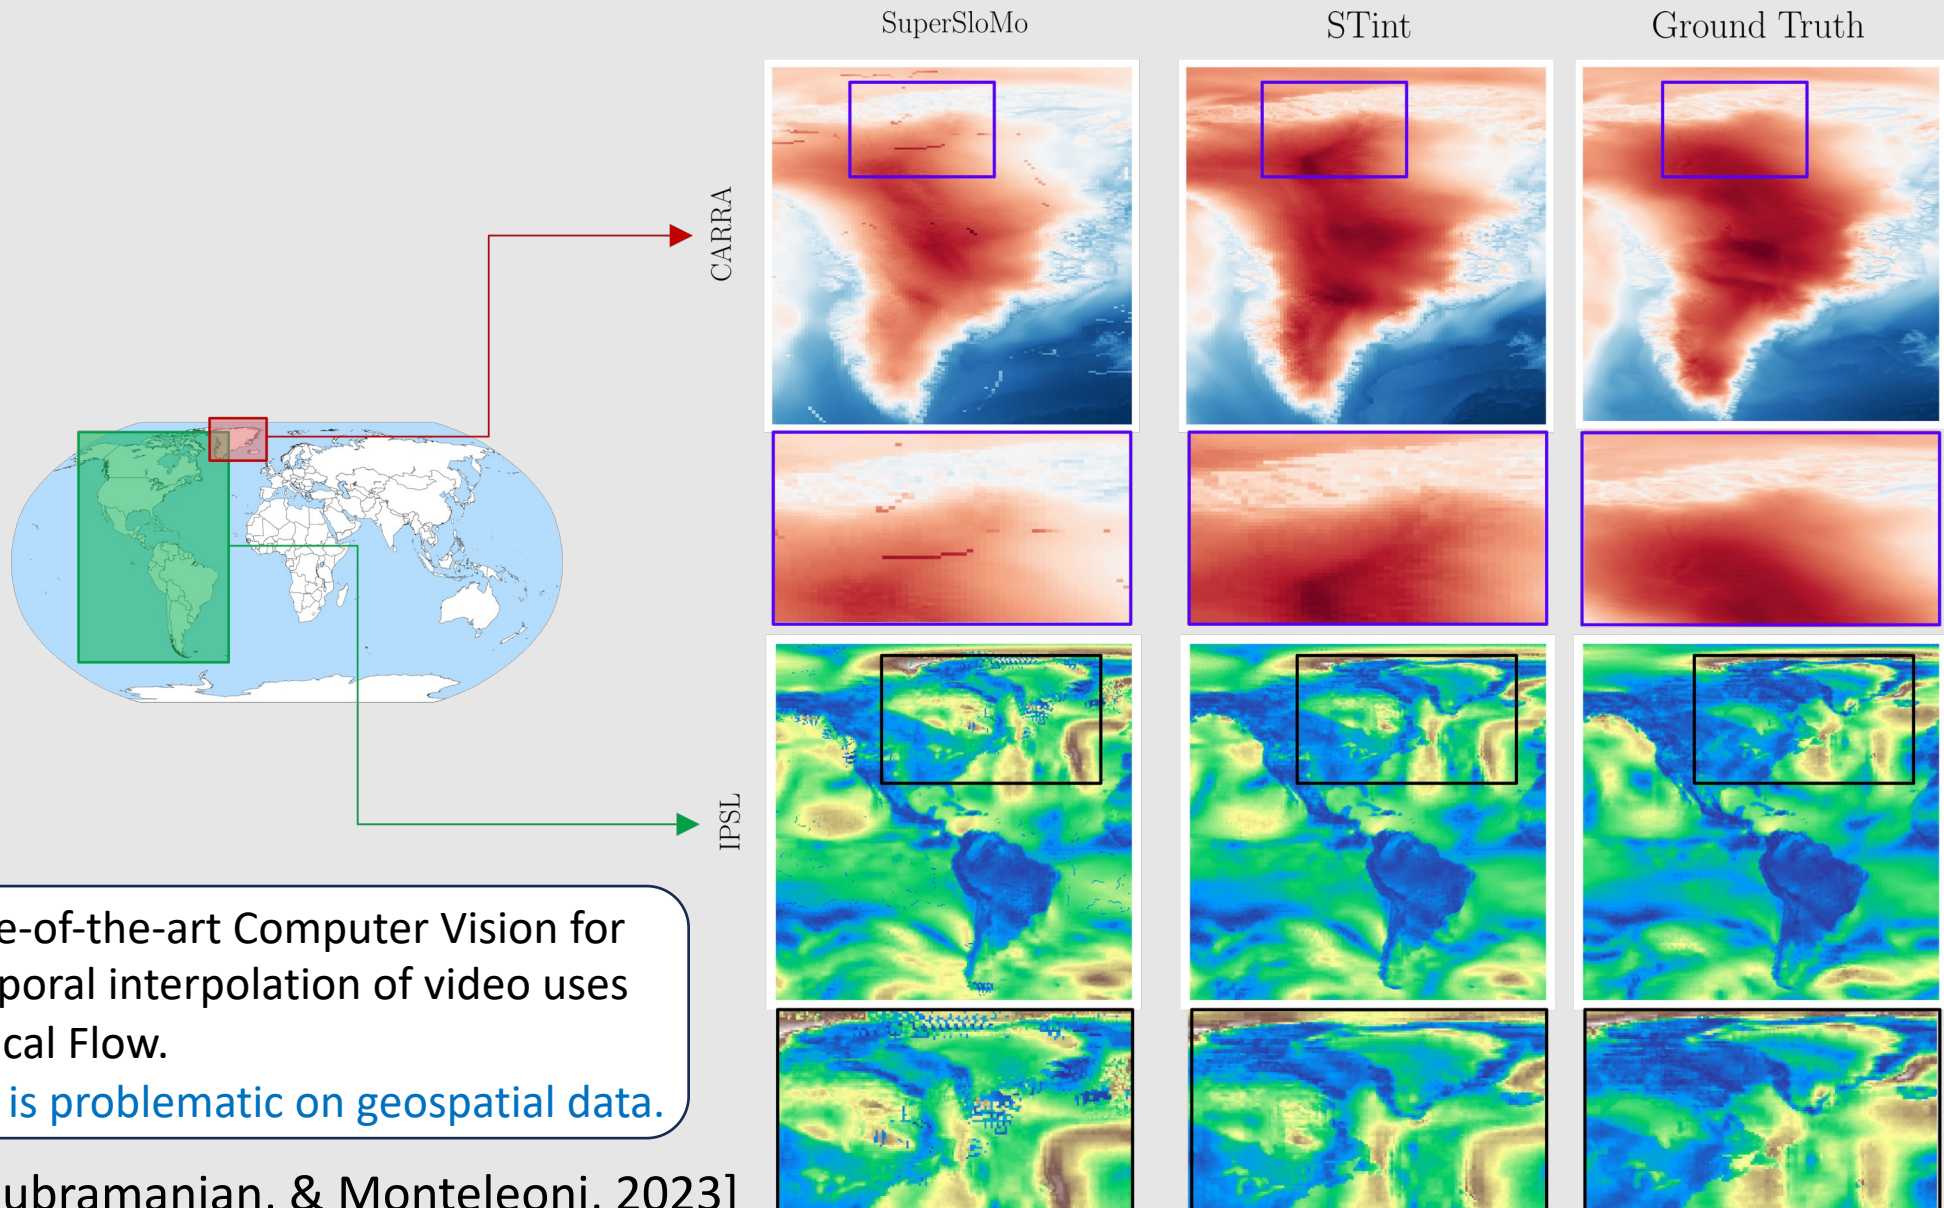 SuperSloMo
STint
Ground Truth
CARRA
IPSL
e-of-the-art Computer Vision for
poral interpolation of video uses
cal Flow.
is problematic on geospatial data.
ubramanian, & Monteleoni, 2023]